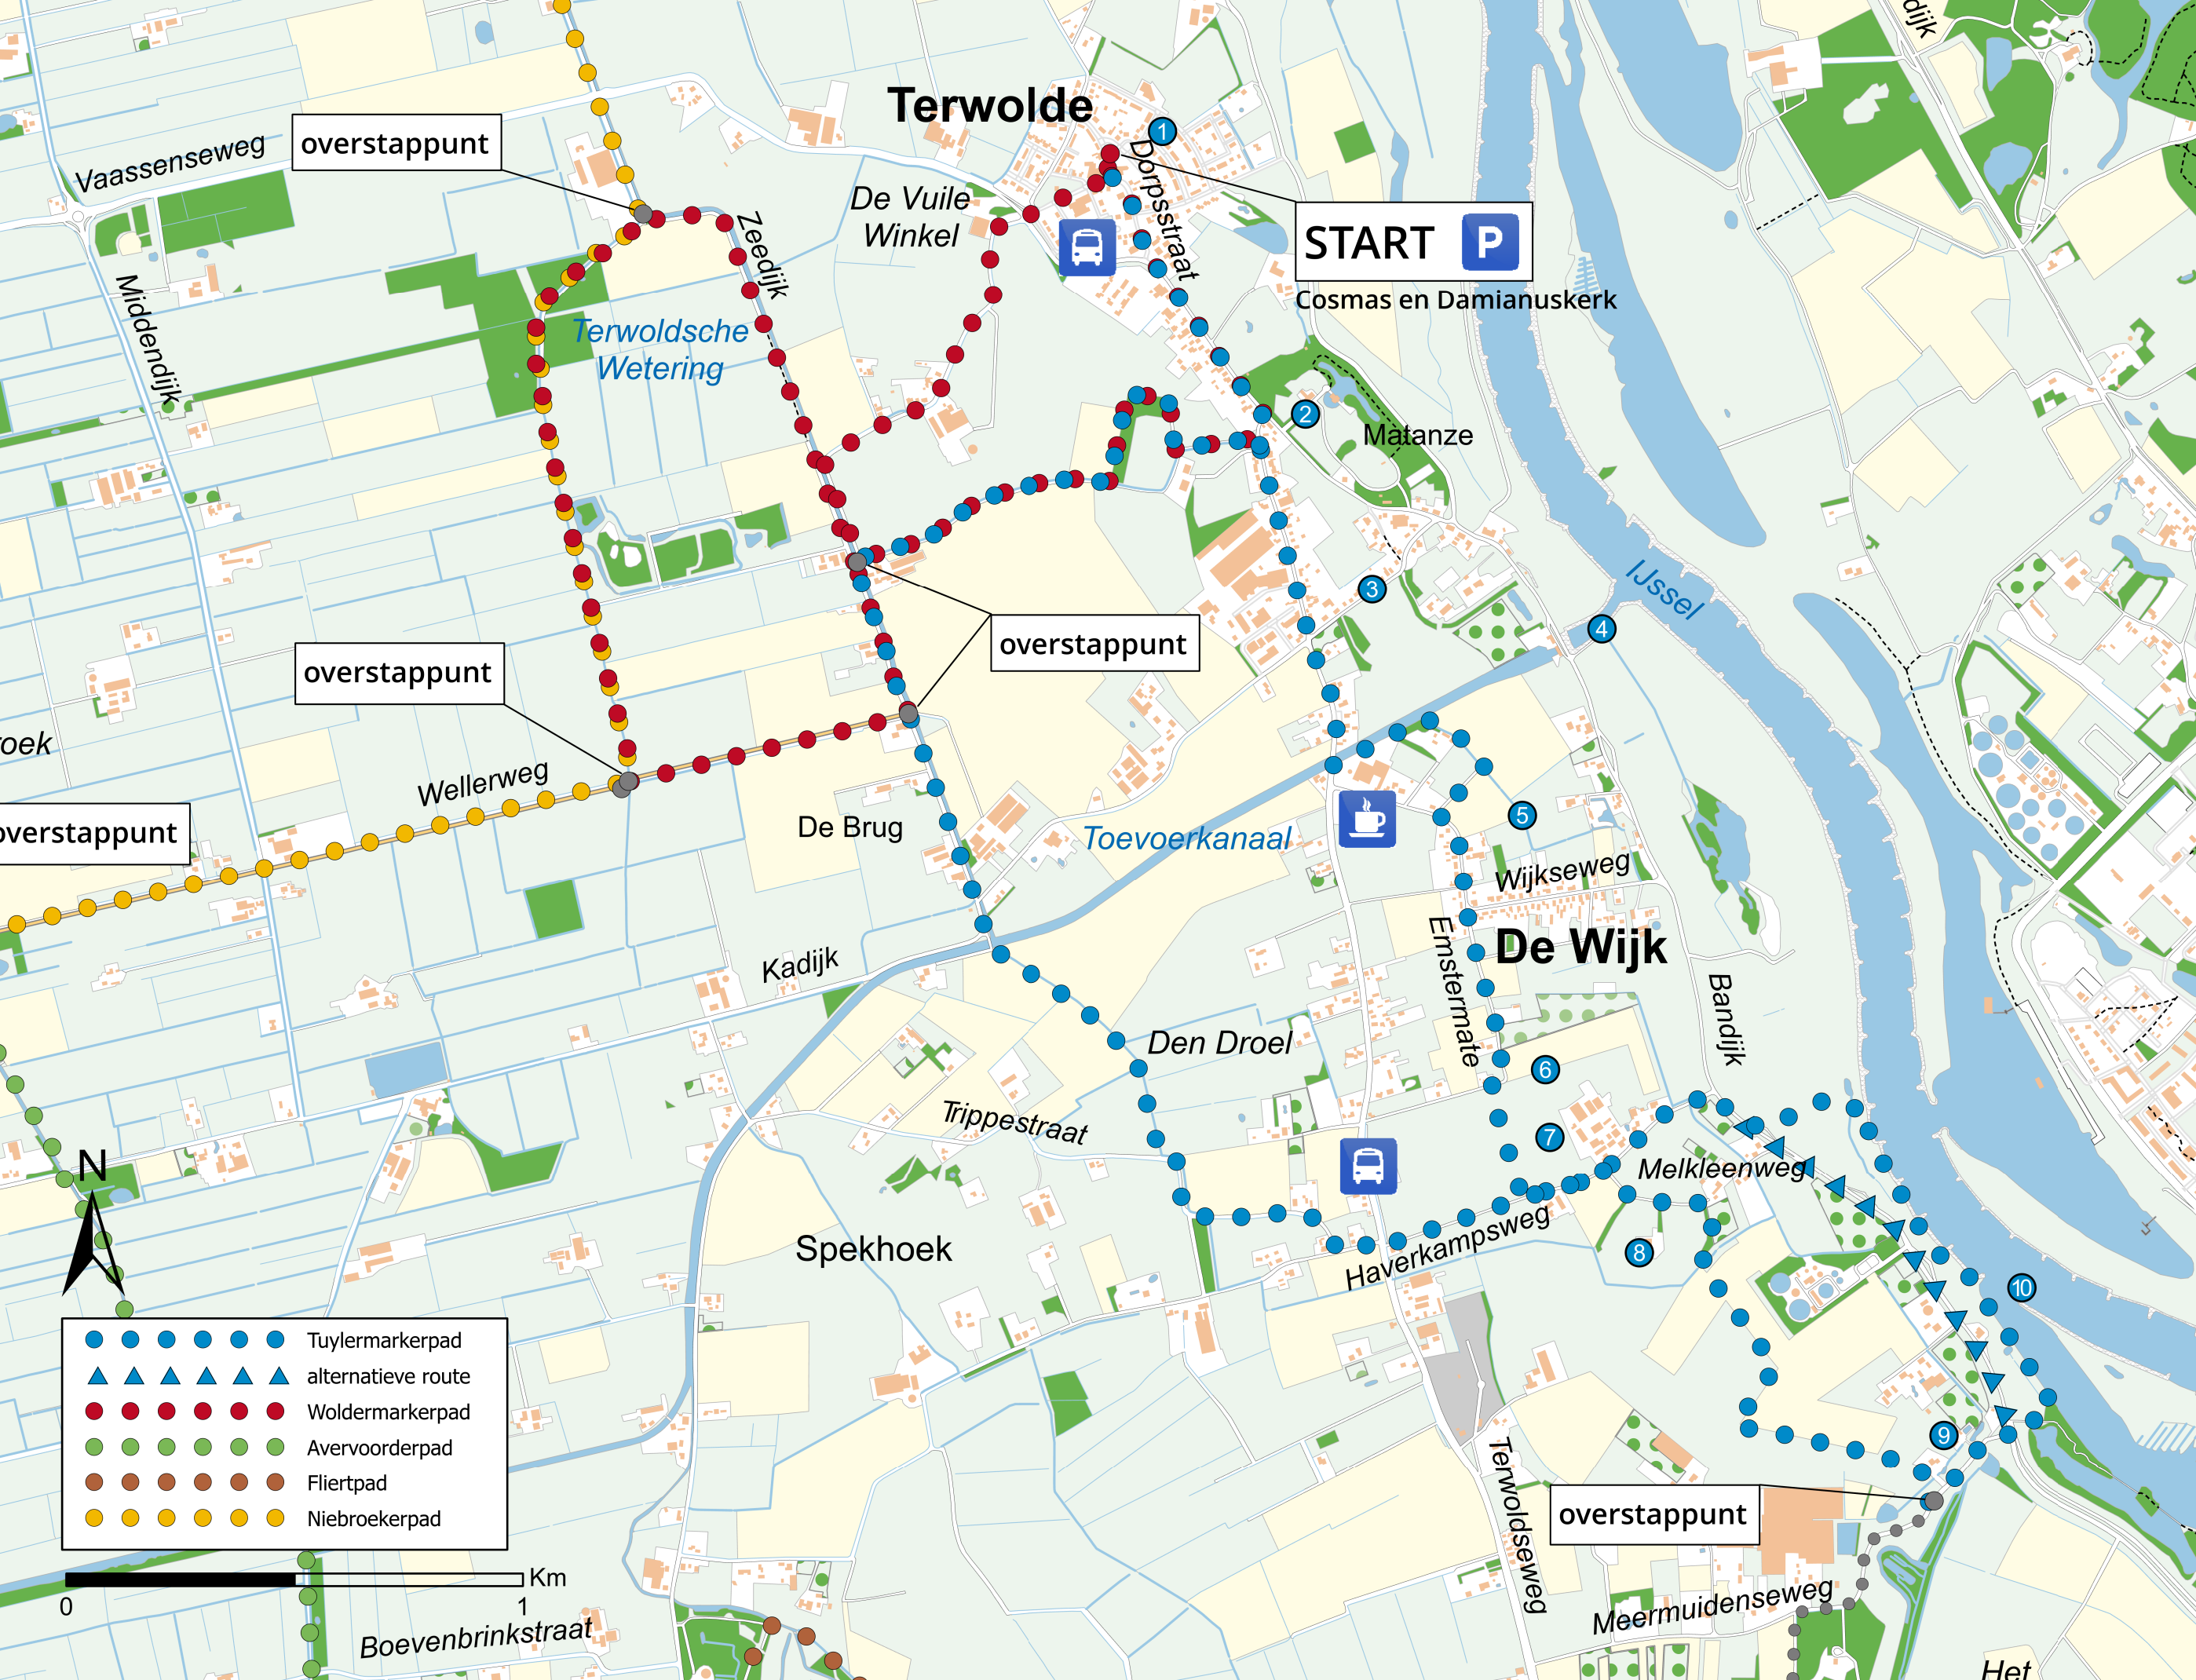 dijk
Terwolde
1
overstappunt
Vaassenseweg
Dorpsstraat
De Vuile
Winkel
Zeedijk
START P
Cosmas en Damianuskerk
Middendijk
Terwoldsche
Wetering
2
Matanze
IJssel
3
4
overstappunt
overstappunt
roek
Wellerweg
overstappunt
De Brug
Toevoerkanaal
5
Wijkseweg
Emstermate
De Wijk
Kadijk
Bandijk
Den Droel
6
Trippestraat
7
Melkleenweg
N
Spekhoek
Haverkampsweg
8
10
Tuylermarkerpad
alternatieve route
Woldermarkerpad
Avervoorderpad
Fliertpad
Niebroekerpad
9
Terwoldseweg
overstappunt
Km
0 1
Meermuidenseweg
Boevenbrinkstraat
Het